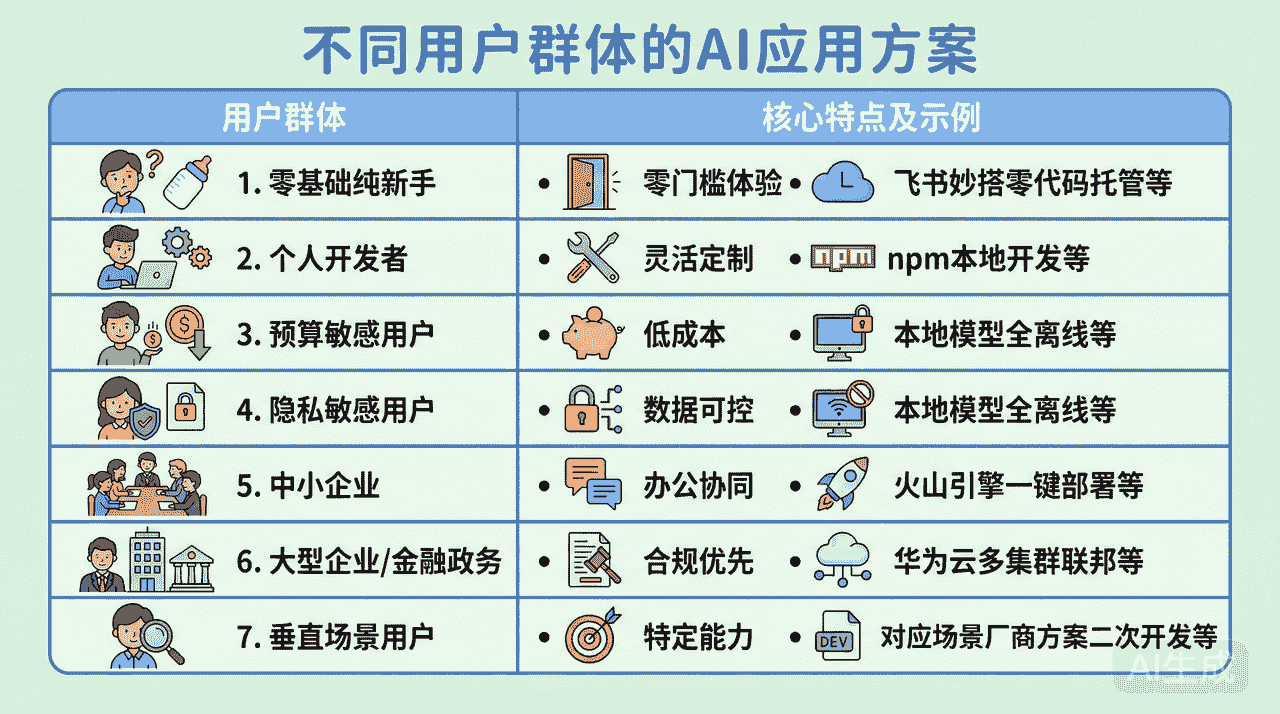 不同用户群体的AI应用方案
用户群体 核心特点及示例
1. 零基础纯新手 • 零门槛体验 • 飞书妙搭零代码托管等
2. 个人开发者 • 灵活定制 • npm npm本地开发等
3. 预算敏感用户 • 低成本 • 本地模型全离线等
4. 隐私敏感用户 • 数据可控 • 本地模型全离线等
5. 中小企业 • 办公协同 • 火山引擎一键部署等
6. 大型企业/金融政务 • 合规优先 • 华为云多集群联邦等
7. 垂直场景用户 • 特定能力 • DEV 对应场景厂商方案二次开发等
AI生成